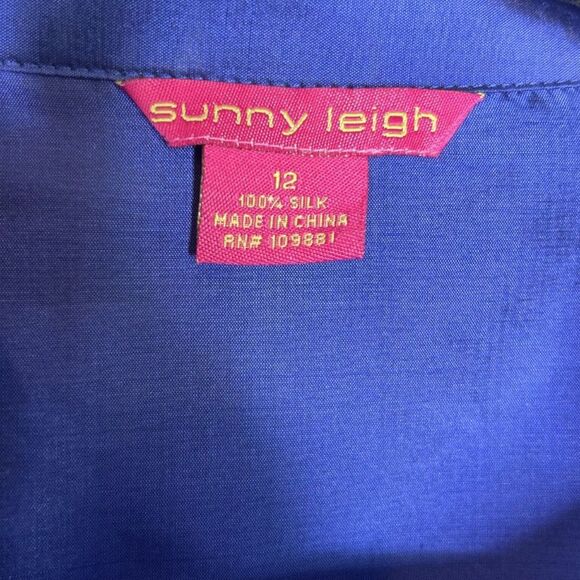 sunny leigh
12
100% SILK
MADE IN CHINA
RN# 109881